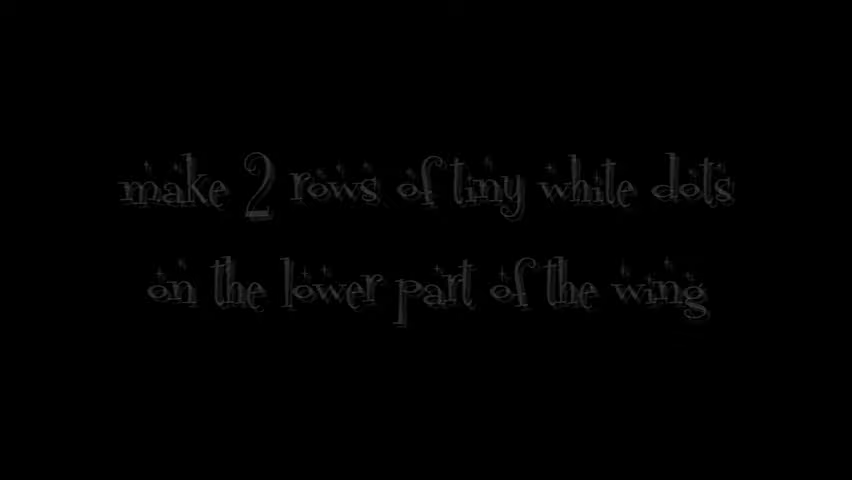 make 2 rows of tiny white dots
on the lower part of the wing